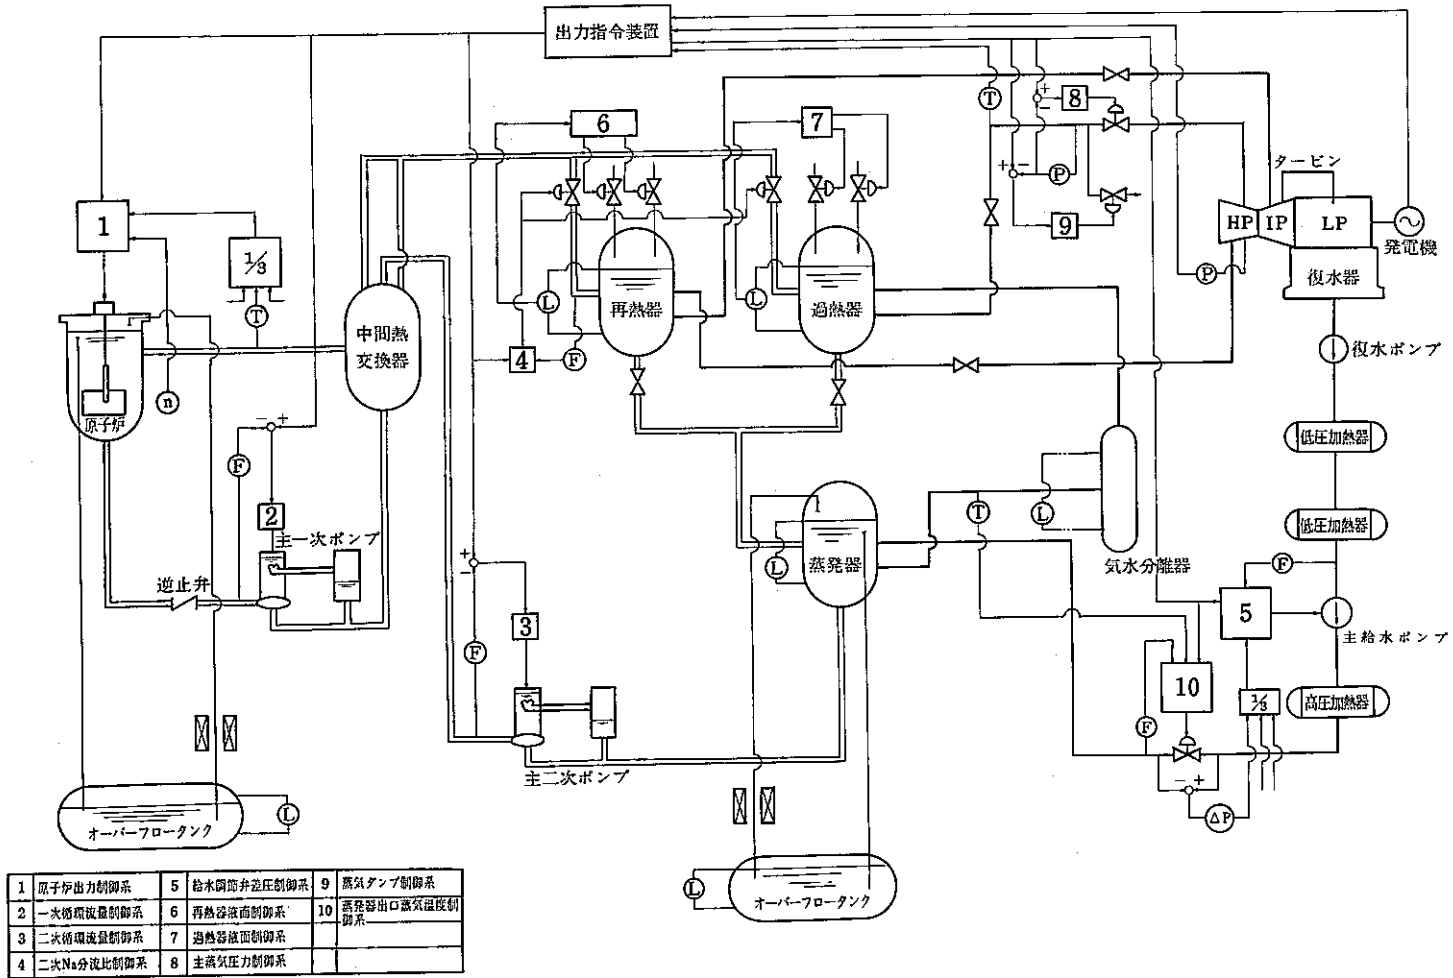 出力指令装置
T
+
−
8
6
7
+
−
P
9
タービン
HP
IP
LP
発電機
復水器
P
1
1/3
T
n
原子炉
中間熱
交換器
L
再熱器
L
過熱器
4
F
復水ポンプ
低圧加熱器
低圧加熱器
−
+
F
2
主一次ポンプ
逆止弁
+
−
3
F
主二次ポンプ
L
蒸発器
T
L
気水分離器
F
5
主給水ポンプ
10
1/3
高圧加熱器
F
−
+
ΔP
オーバーフロータンク
L
L
オーバーフロータンク
1 原子炉出力制御系 5 給水調節弁差圧制御系 9 蒸気ダンプ制御系
2 一次循環流量制御系 6 再熱器液面制御系 10 蒸発器出口蒸気温度制
御系
3 二次循環流量制御系 7 過熱器液面制御系
4 二次Na分流比制御系 8 主蒸気圧力制御系